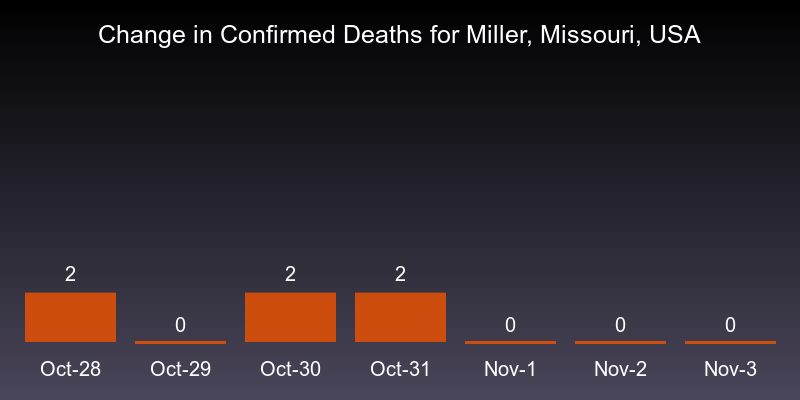 Change in Confirmed Deaths for Miller, Missouri, USA
2 0 2 2 0 0 0
Oct-28 Oct-29 Oct-30 Oct-31 Nov-1 Nov-2 Nov-3